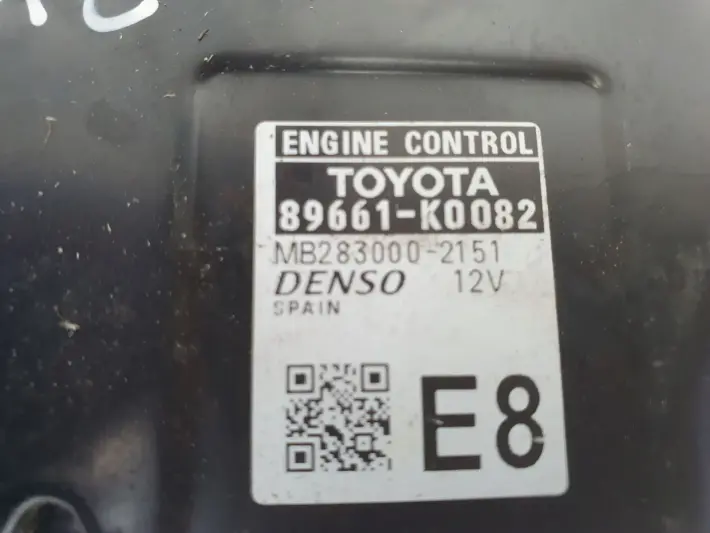 ENGINE CONTROL
TOYOTA
89661-K0082
MB283000-2151
DENSO 12V
SPAIN
E8